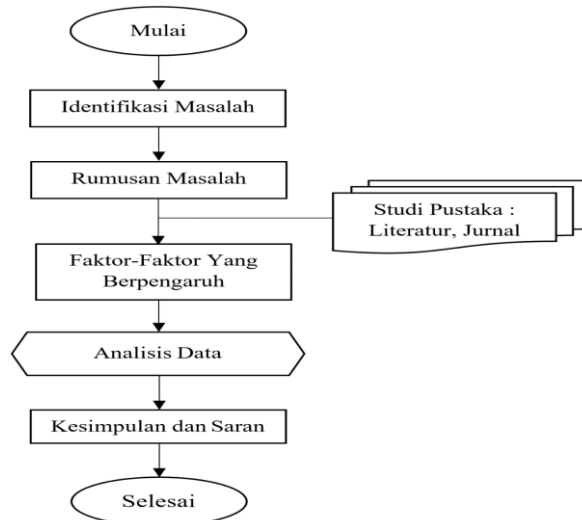 Mulai
Identifikasi Masalah
Rumusan Masalah
Studi Pustaka :
Literatur, Jurnal
Faktor-Faktor Yang
Berpengaruh
Analisis Data
Kesimpulan dan Saran
Selesai